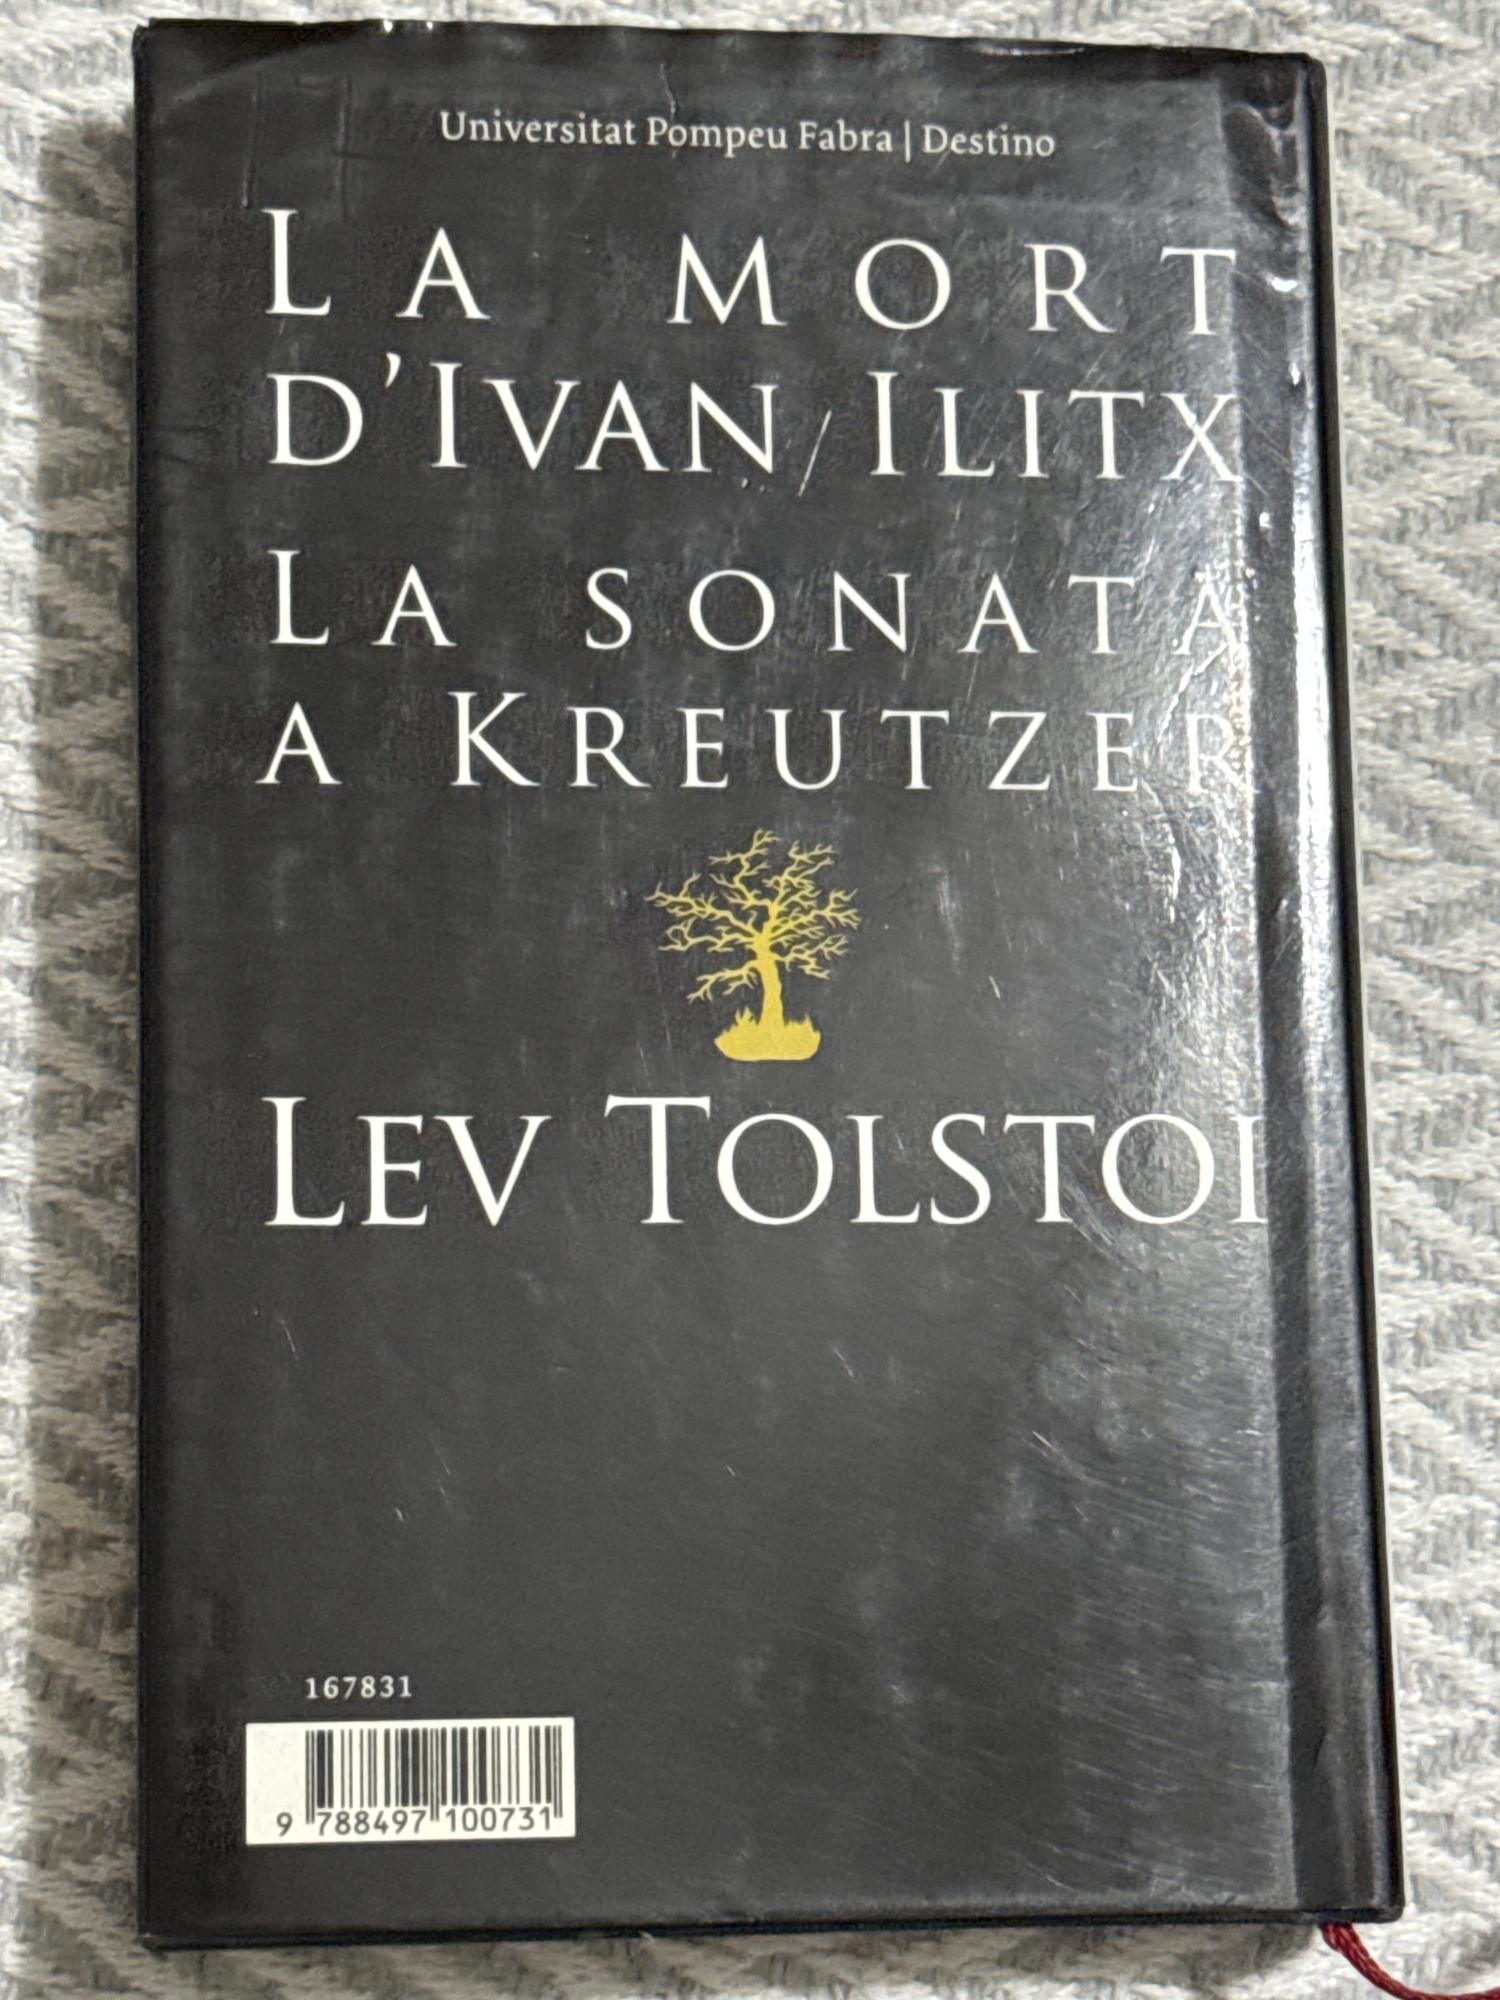 Universitat Pompeu Fabra | Destino
LA MORT
D'IVAN ILITX
LA SONATA
A KREUTZER
LEV TOLSTOI
167831
9 788497 100731